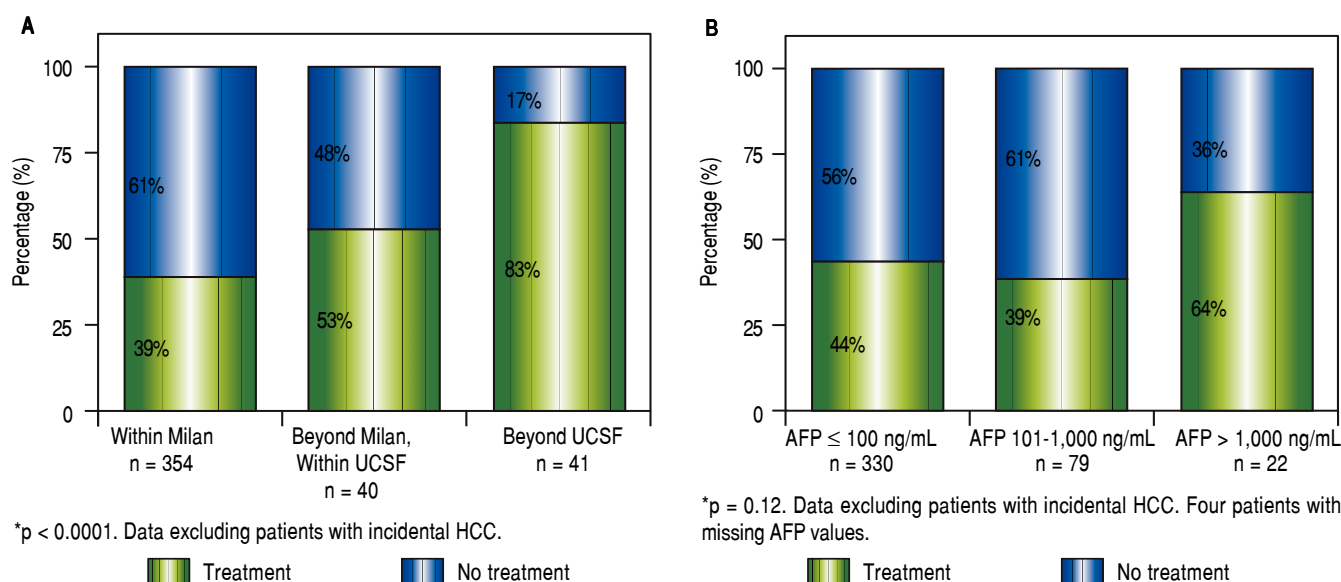 A
Percentage (%)
100
75
50
25
0
61%
39%
48%
53%
17%
83%
Within Milan
n = 354
Beyond Milan,
Within UCSF
n = 40
Beyond UCSF
n = 41
*p < 0.0001. Data excluding patients with incidental HCC.
Treatment
No treatment
B
Percentage (%)
100
75
50
25
0
56%
44%
61%
39%
36%
64%
AFP ≤ 100 ng/mL
n = 330
AFP 101-1,000 ng/mL
n = 79
AFP > 1,000 ng/mL
n = 22
*p = 0.12. Data excluding patients with incidental HCC. Four patients with
missing AFP values.
Treatment
No treatment